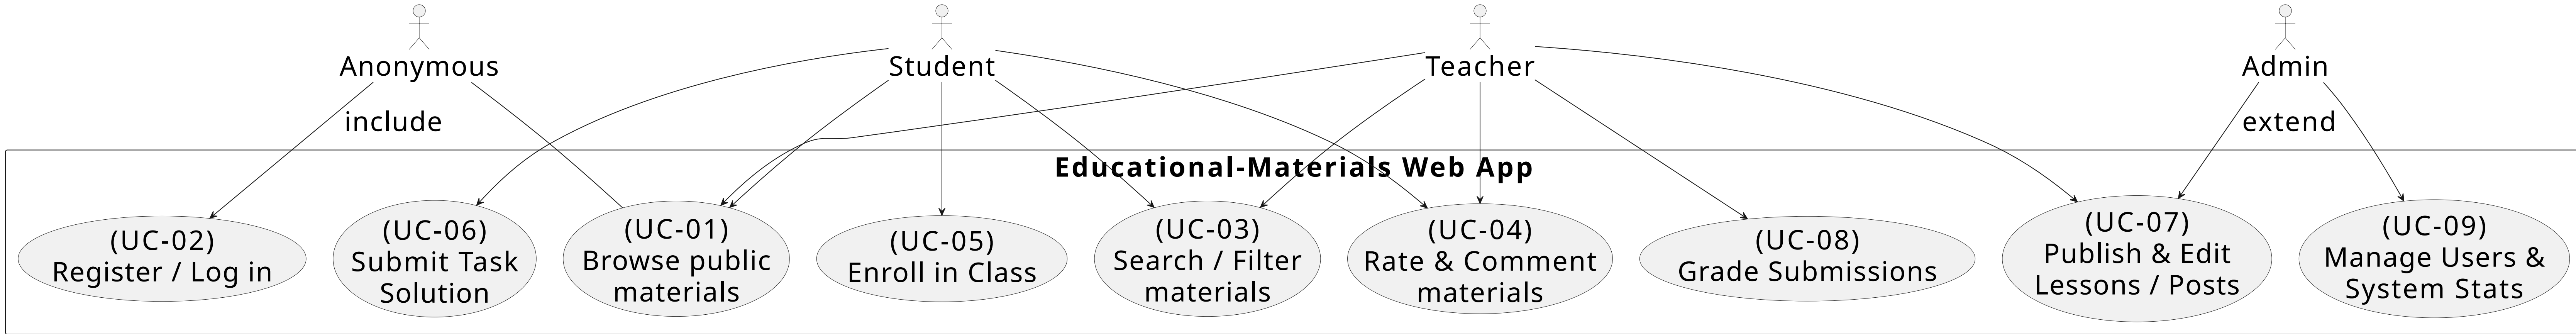 Anonymous
Student
Teacher
Admin
include
extend
Educational-Materials Web App
(UC-02)
Register / Log in
(UC-06)
Submit Task
Solution
(UC-01)
Browse public
materials
(UC-05)
Enroll in Class
(UC-03)
Search / Filter
materials
(UC-04)
Rate & Comment
materials
(UC-08)
Grade Submissions
(UC-07)
Publish & Edit
Lessons / Posts
(UC-09)
Manage Users &
System Stats